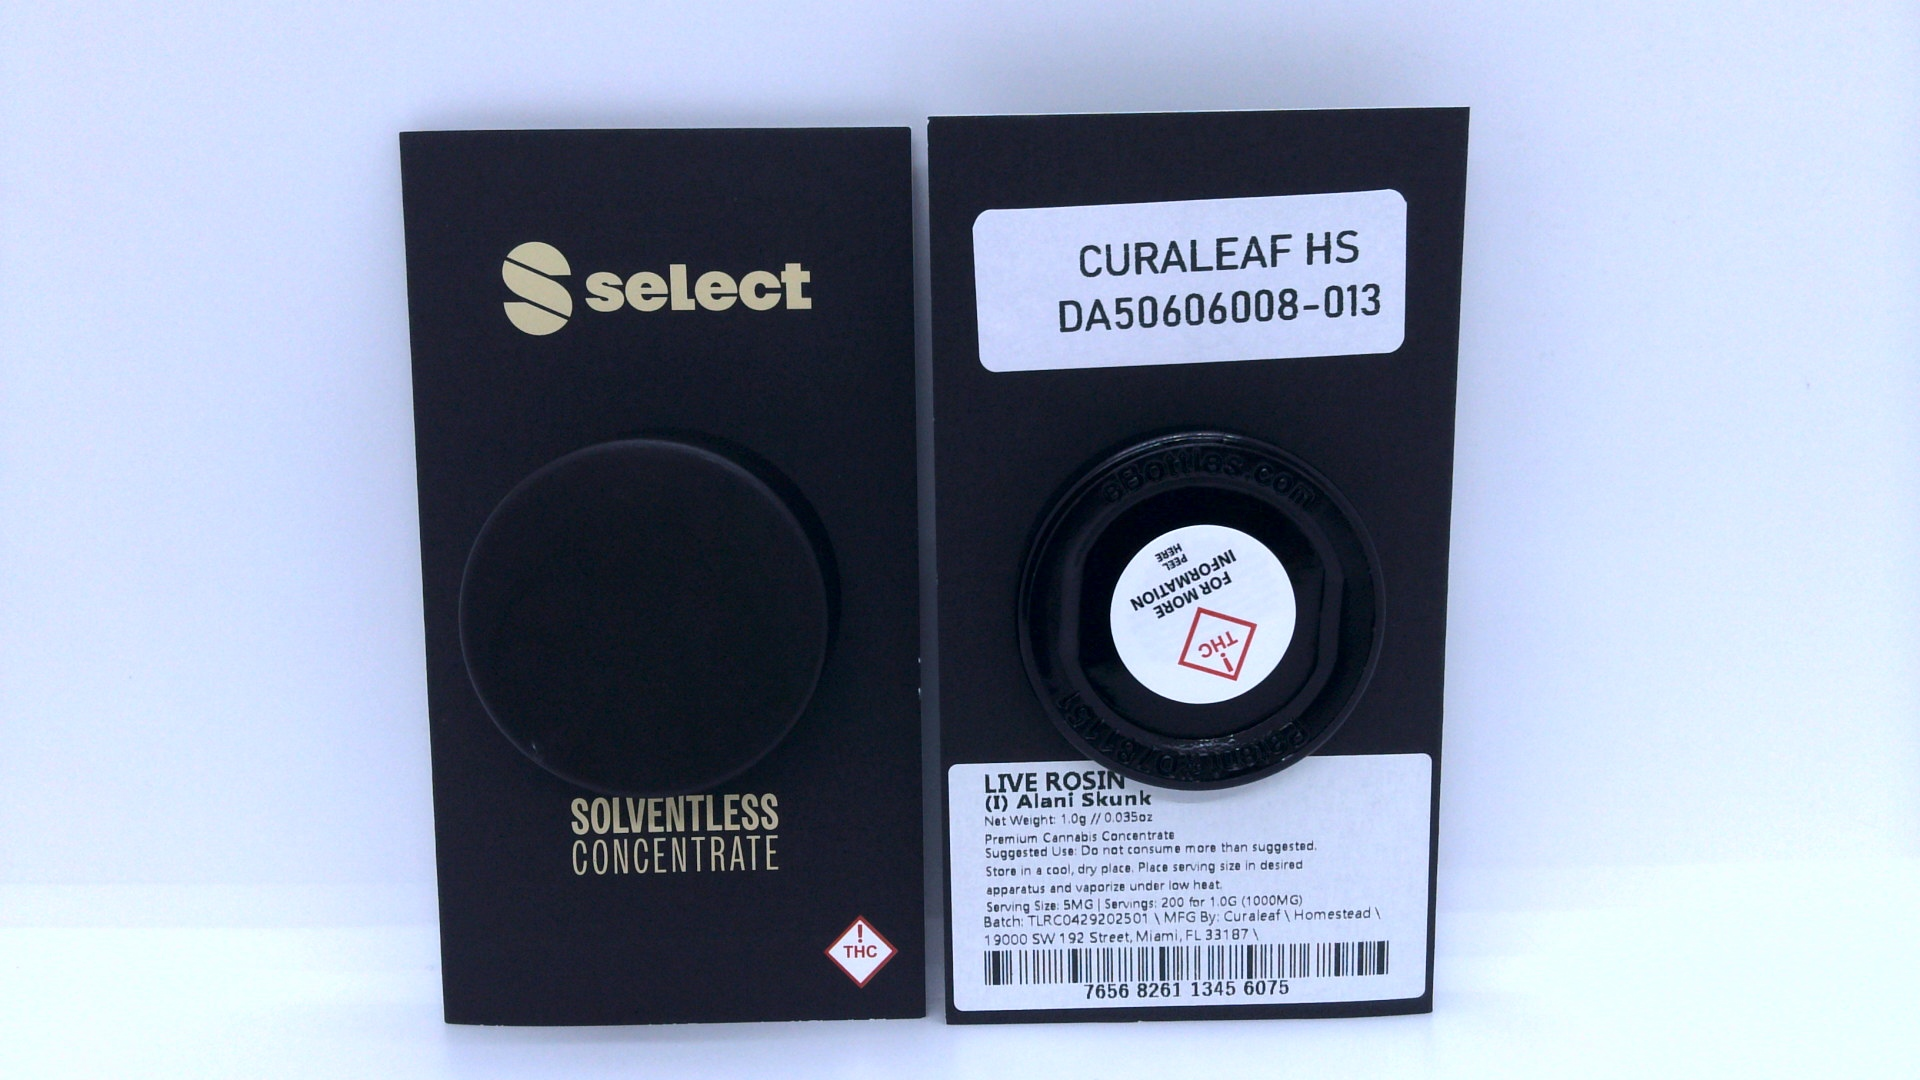 select
SOLVENTLESS
CONCENTRATE
!
THC
CURALEAF HS
DA50606008-013
eBottles.com
PEEL
HERE
FOR MORE
INFORMATION
!
THC
LIVE ROSIN
(I) Alani Skunk
Net Weight: 1.0g // 0.035oz
Premium Cannabis Concentrate
Suggested Use: Do not consume more than suggested.
Store in a cool, dry place. Place serving size in desired
apparatus and vaporize under low heat.
Serving Size: 5MG | Servings: 200 for 1.0G (1000MG)
Batch: TLRC0429202501 \ MFG By: Curaleaf \ Homestead \
19000 SW 192 Street, Miami, FL 33187 \
7656 8261 1345 6075